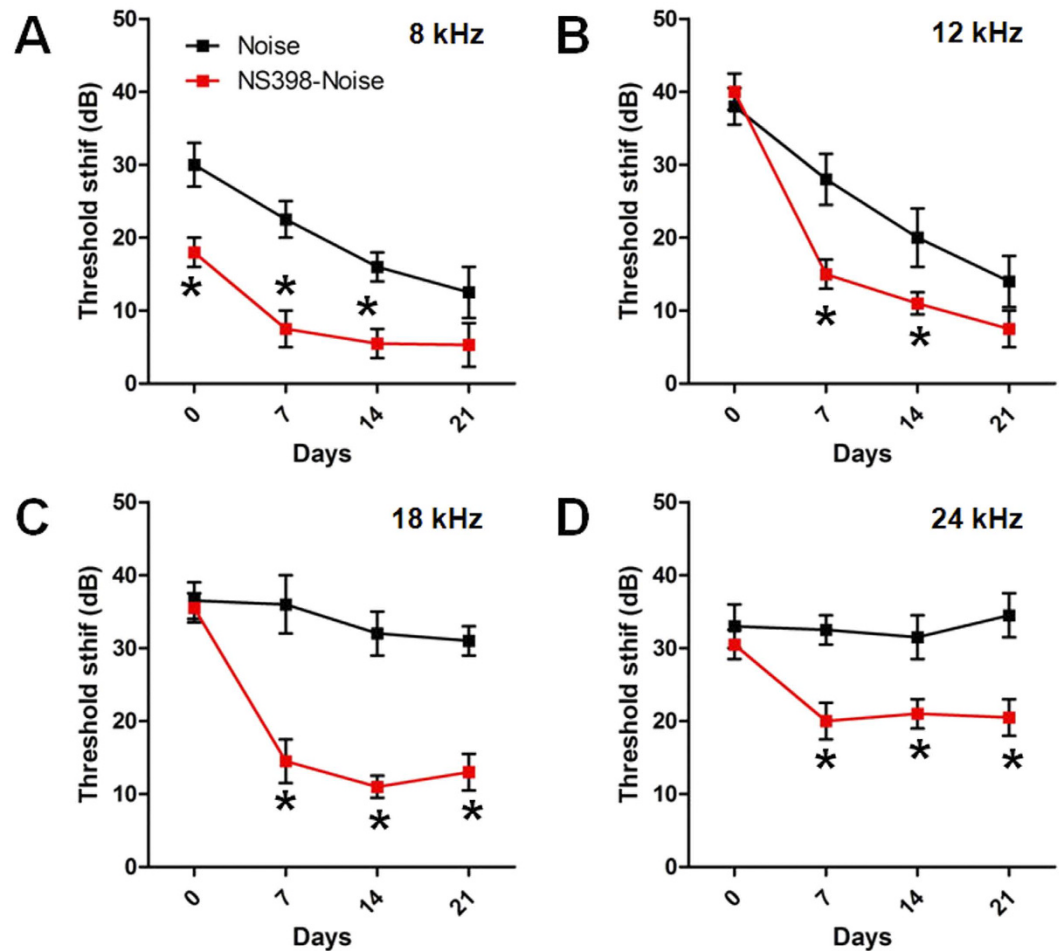 A
8 kHz
Noise
NS398-Noise
Threshold sthif (dB)
50
40
30
20
10
0
0 7 14 21
Days
*
*
*
B
12 kHz
Threshold sthif (dB)
50
40
30
20
10
0
0 7 14 21
Days
*
*
C
18 kHz
Threshold sthif (dB)
50
40
30
20
10
0
0 7 14 21
Days
*
*
*
D
24 kHz
Threshold sthif (dB)
50
40
30
20
10
0
0 7 14 21
Days
*
*
*